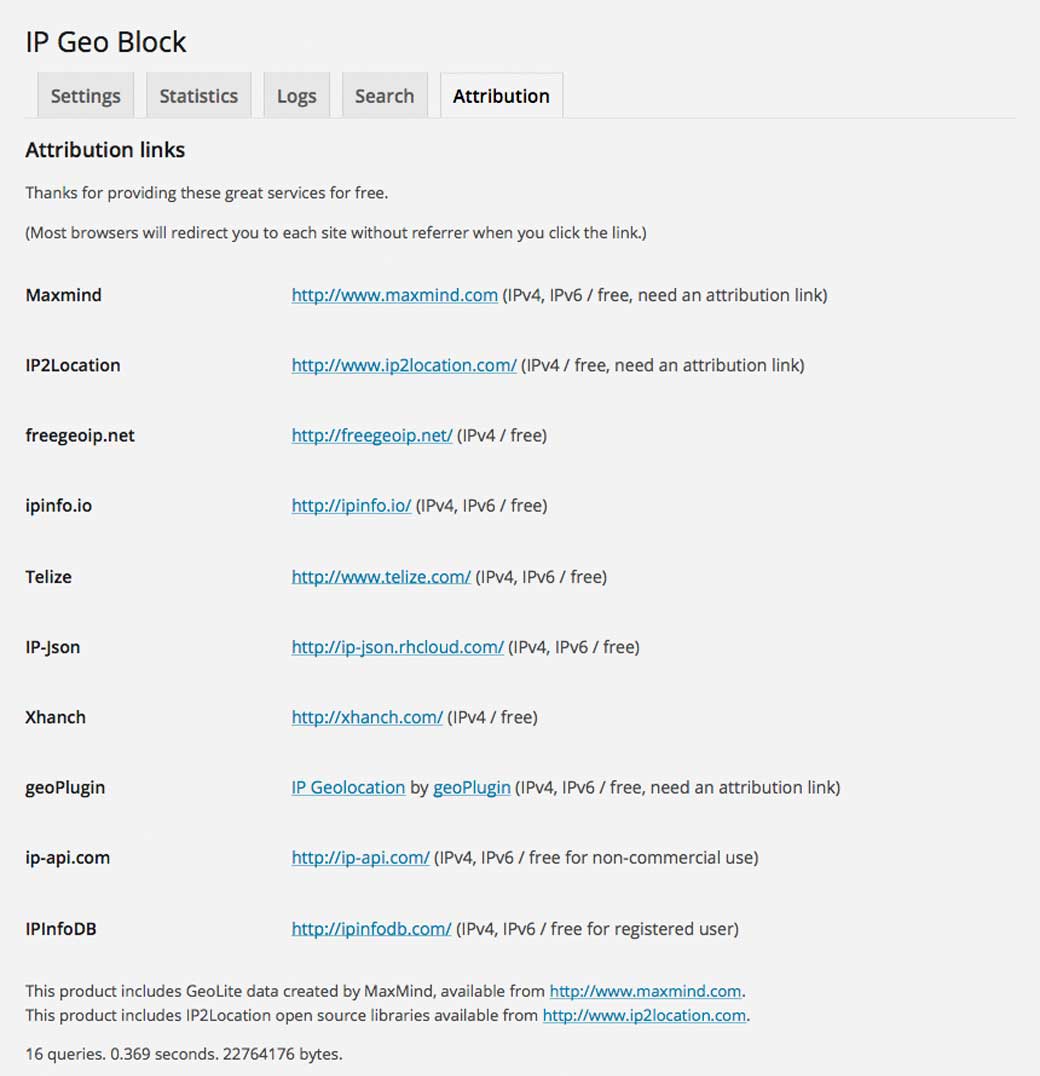 IP Geo Block
Settings Statistics Logs Search Attribution
Attribution links
Thanks for providing these great services for free.
(Most browsers will redirect you to each site without referrer when you click the link.)
Maxmind http://www.maxmind.com (IPv4, IPv6 / free, need an attribution link)
IP2Location http://www.ip2location.com/ (IPv4 / free, need an attribution link)
freegeoip.net http://freegeoip.net/ (IPv4 / free)
ipinfo.io http://ipinfo.io/ (IPv4, IPv6 / free)
Telize http://www.telize.com/ (IPv4, IPv6 / free)
IP-Json http://ip-json.rhcloud.com/ (IPv4, IPv6 / free)
Xhanch http://xhanch.com/ (IPv4 / free)
geoPlugin IP Geolocation by geoPlugin (IPv4, IPv6 / free, need an attribution link)
ip-api.com http://ip-api.com/ (IPv4, IPv6 / free for non-commercial use)
IPInfoDB http://ipinfodb.com/ (IPv4, IPv6 / free for registered user)
This product includes GeoLite data created by MaxMind, available from http://www.maxmind.com.
This product includes IP2Location open source libraries available from http://www.ip2location.com.
16 queries. 0.369 seconds. 22764176 bytes.